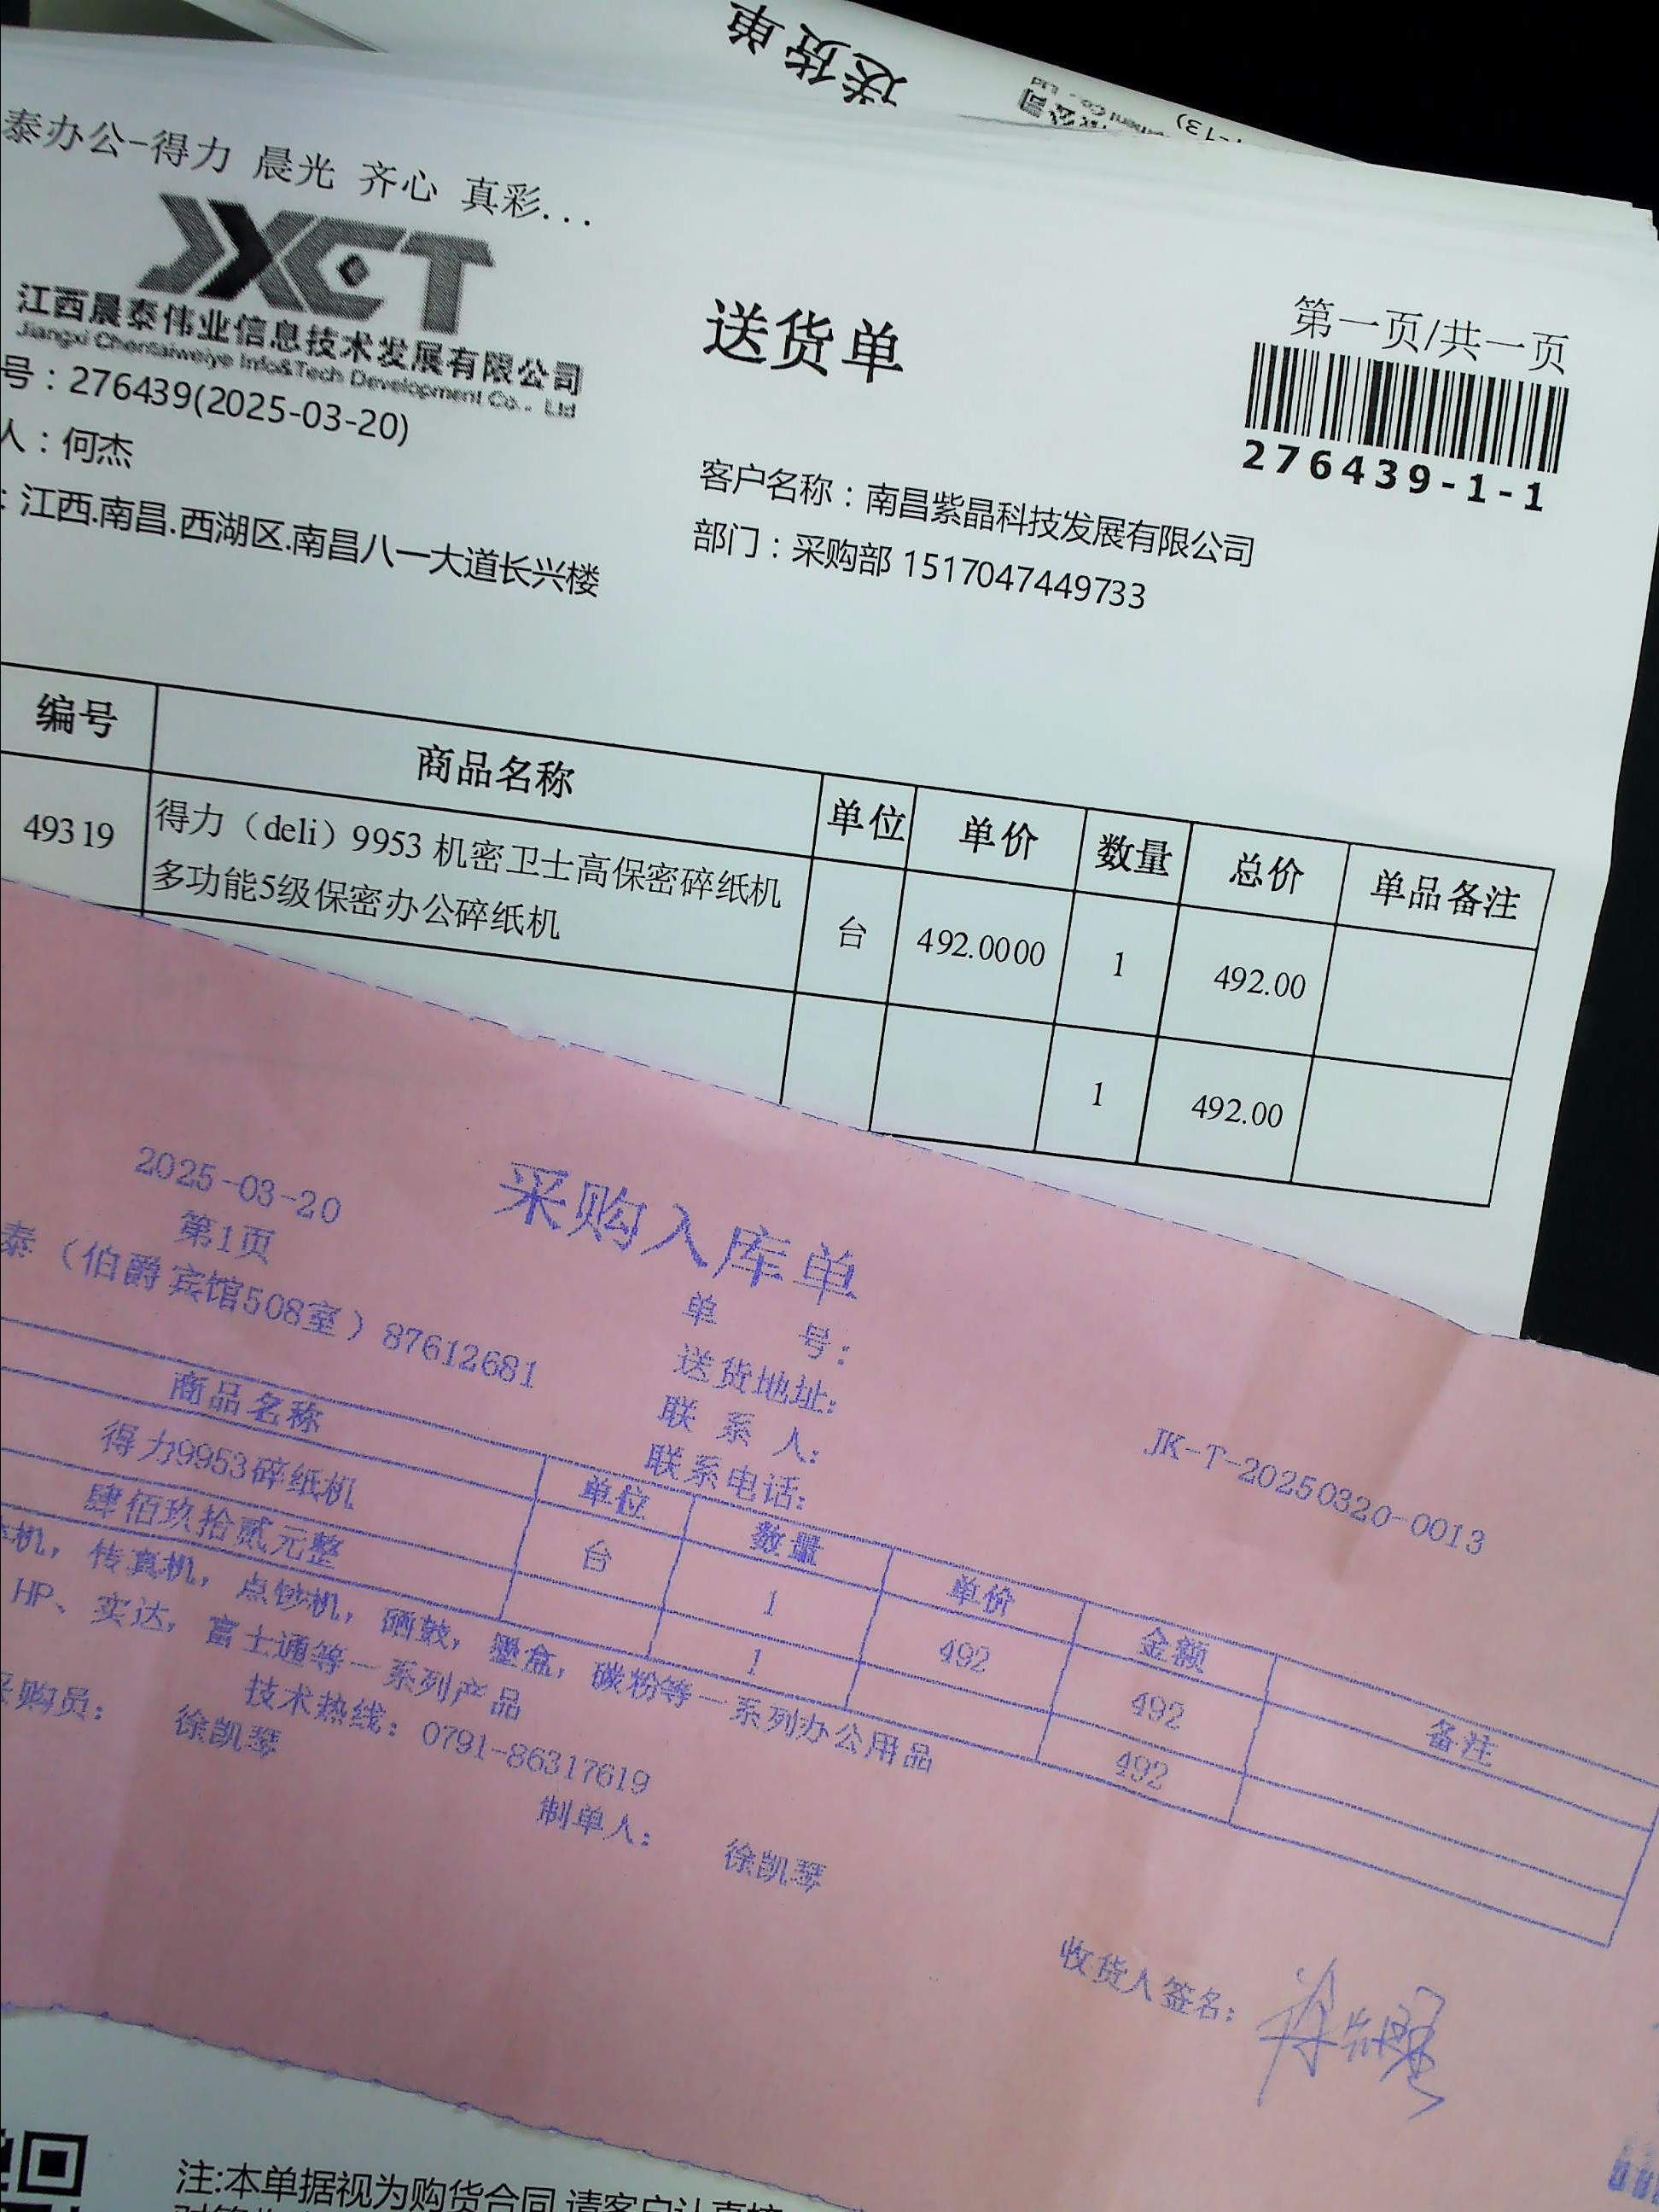 送货单
泰办公-得力 晨光 齐心 真彩...
JXCT
江西晨泰伟业信息技术发展有限公司
Jiangxi Chentaiweiye Info&Tech Development Co., Ltd
号：276439(2025-03-20)
人：何杰
：江西.南昌.西湖区.南昌八一大道长兴楼
送货单
第一页/共一页
276439-1-1
客户名称：南昌紫晶科技发展有限公司
部门：采购部 1517047449733
编号 商品名称 单位 单价 数量 总价 单品备注
49319 得力（deli）9953 机密卫士高保密碎纸机 台 492.0000 1 492.00
多功能5级保密办公碎纸机
1 492.00
采购入库单
2025-03-20
第1页
泰（伯爵宾馆508室）87612681
单 号： JK-T-20250320-0013
送货地址：
联 系 人：
联系电话：
商品名称 单位 数量 单价 金额 备注
得力9953碎纸机 台 1 492 492
肆佰玖拾贰元整 1 492
机，传真机，点钞机，硒鼓，墨盒，碳粉等一系列办公用品
HP、实达，富士通等一系列产品
技术热线：0791-86317619
采购员： 徐凯琴 制单人： 徐凯琴
收货人签名：
注:本单据视为购货合同,请客户认真核